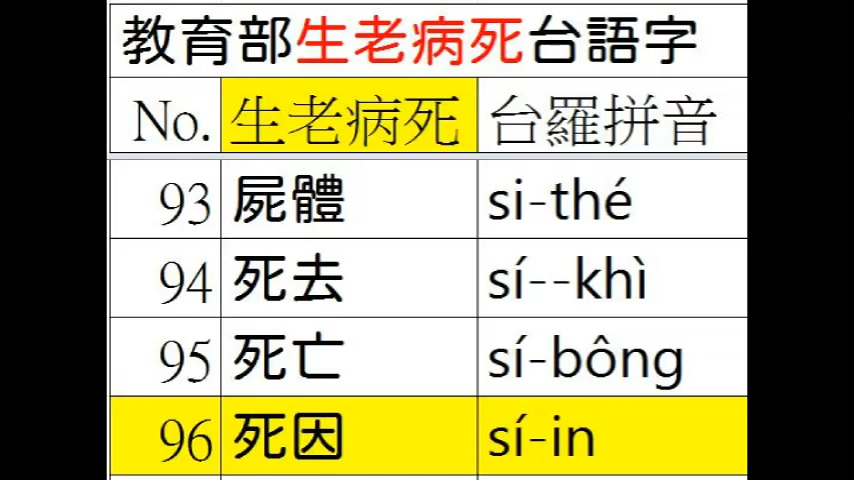 教育部生老病死台語字
No. 生老病死 台羅拼音
93 屍體 si-thé
94 死去 sí--khì
95 死亡 sí-bông
96 死因 sí-in